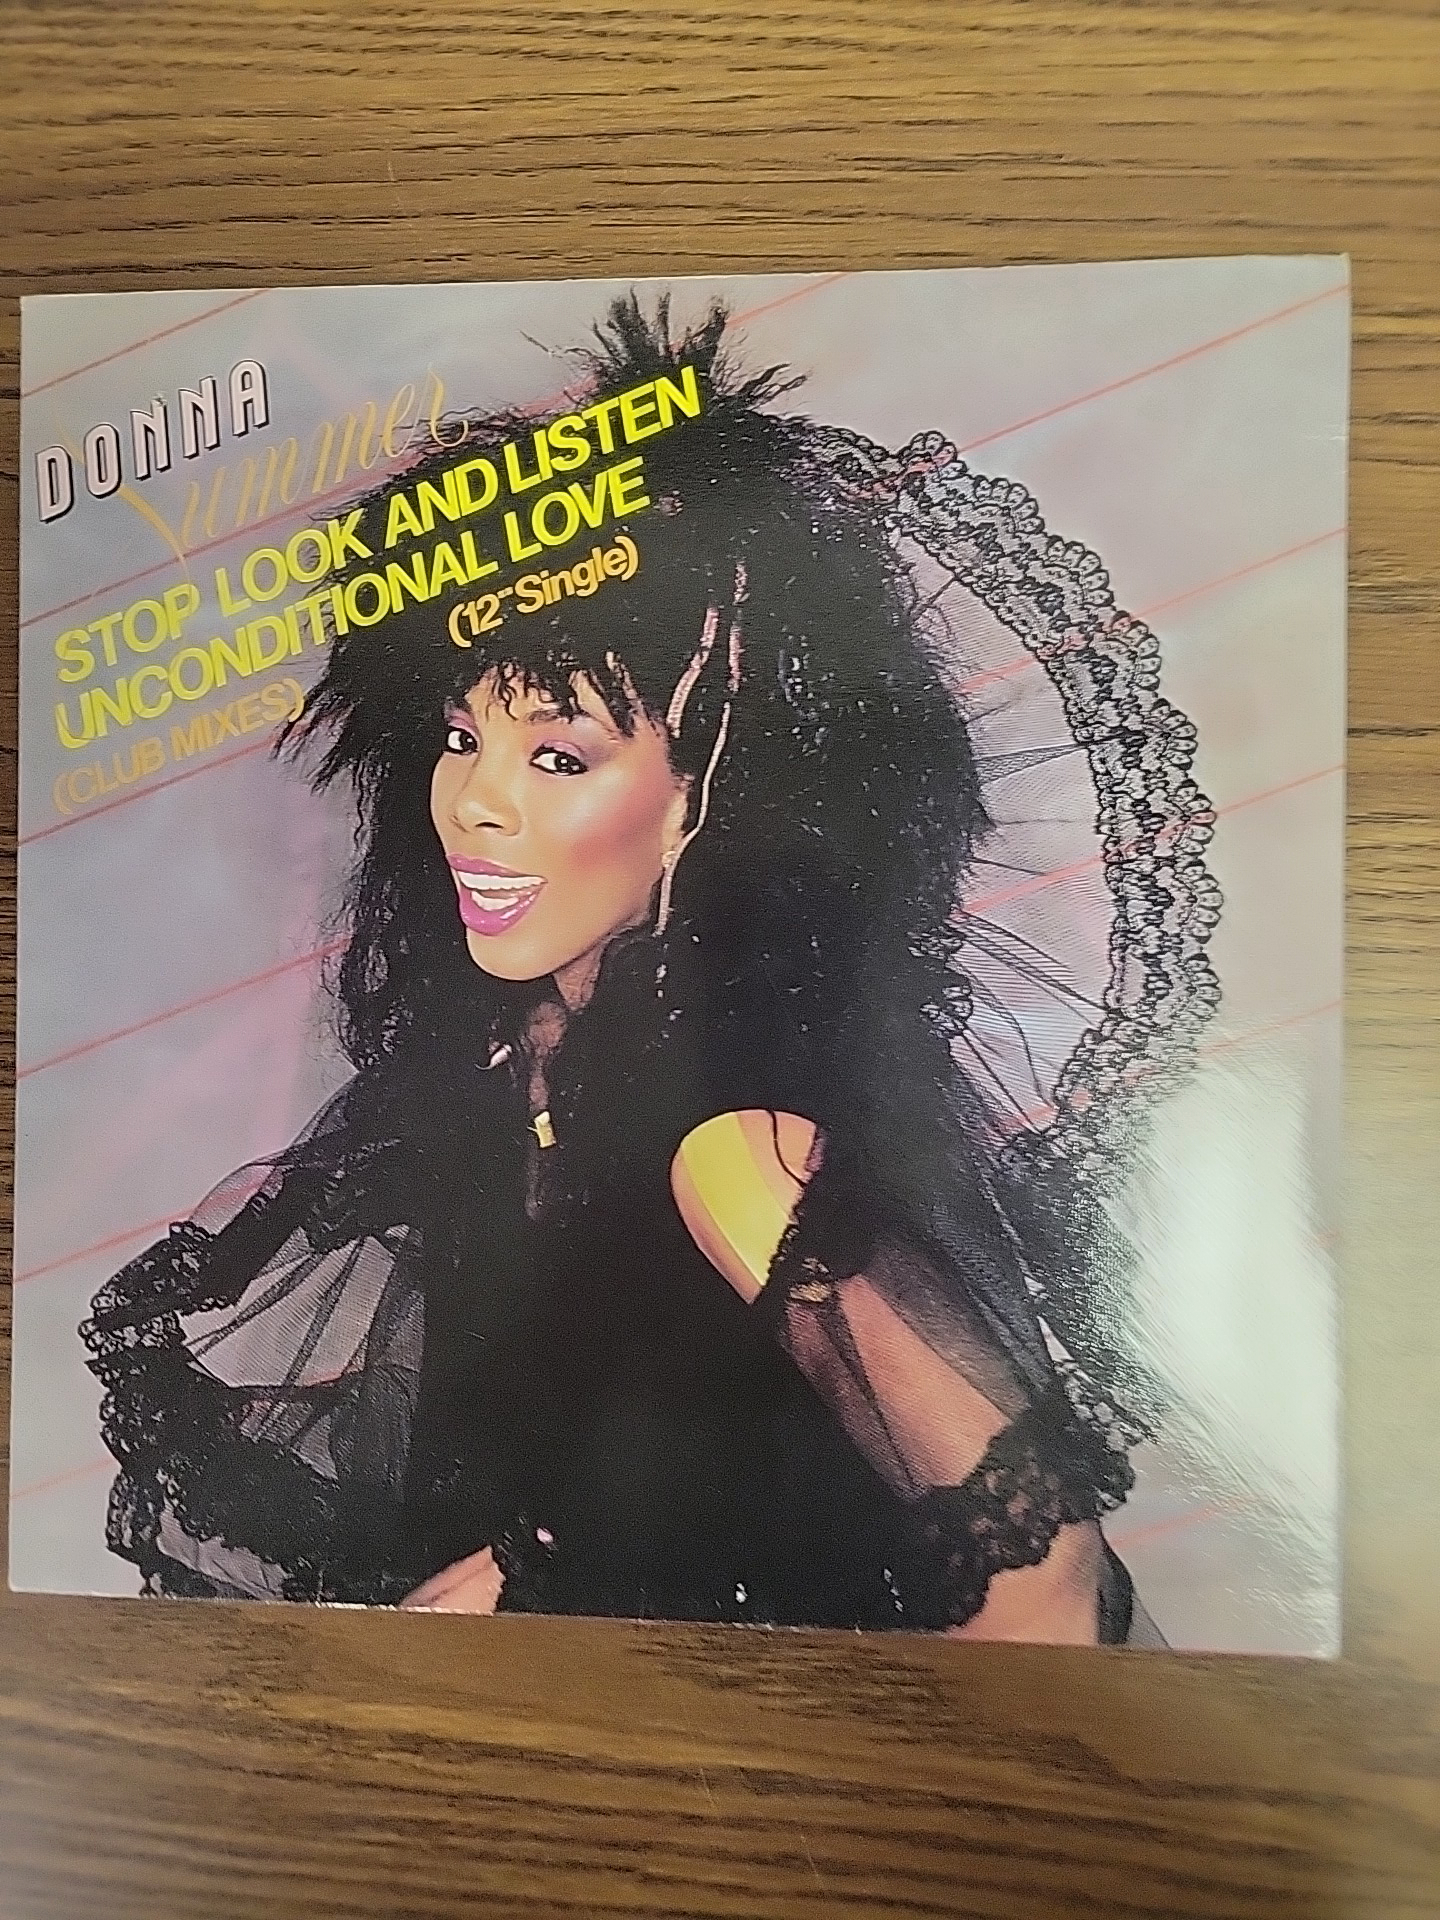 DONNA
Summer
STOP LOOK AND LISTEN
UNCONDITIONAL LOVE
(12"Single)
(CLUB MIXES)